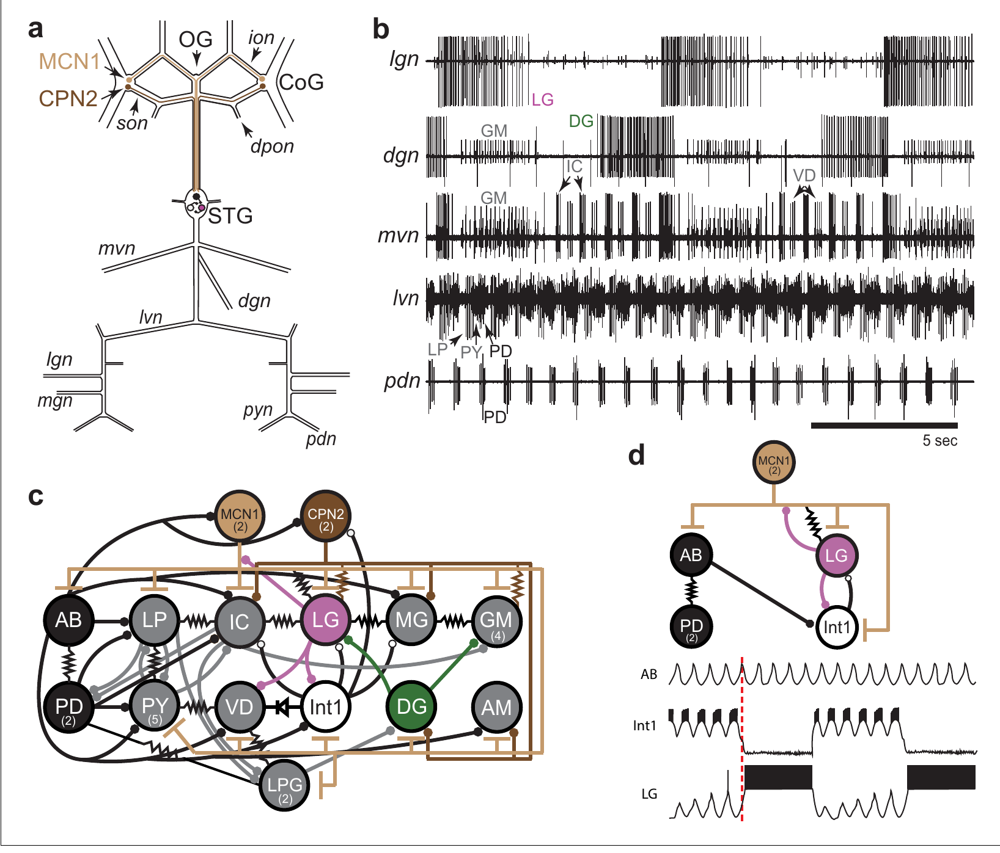 a
OG
ion
MCN1
CoG
CPN2
son
dpon
STG
mvn
dgn
lvn
lgn
mgn
pyn
pdn
b
lgn
LG
DG
GM
dgn
IC
VD
GM
mvn
lvn
LP
PY
PD
pdn
PD
5 sec
c
MCN1
(2)
CPN2
(2)
AB
LP
IC
LG
MG
GM
(4)
PD
(2)
PY
(5)
VD
Int1
DG
AM
LPG
(2)
d
MCN1
(2)
AB
LG
PD
(2)
Int1
AB
Int1
LG